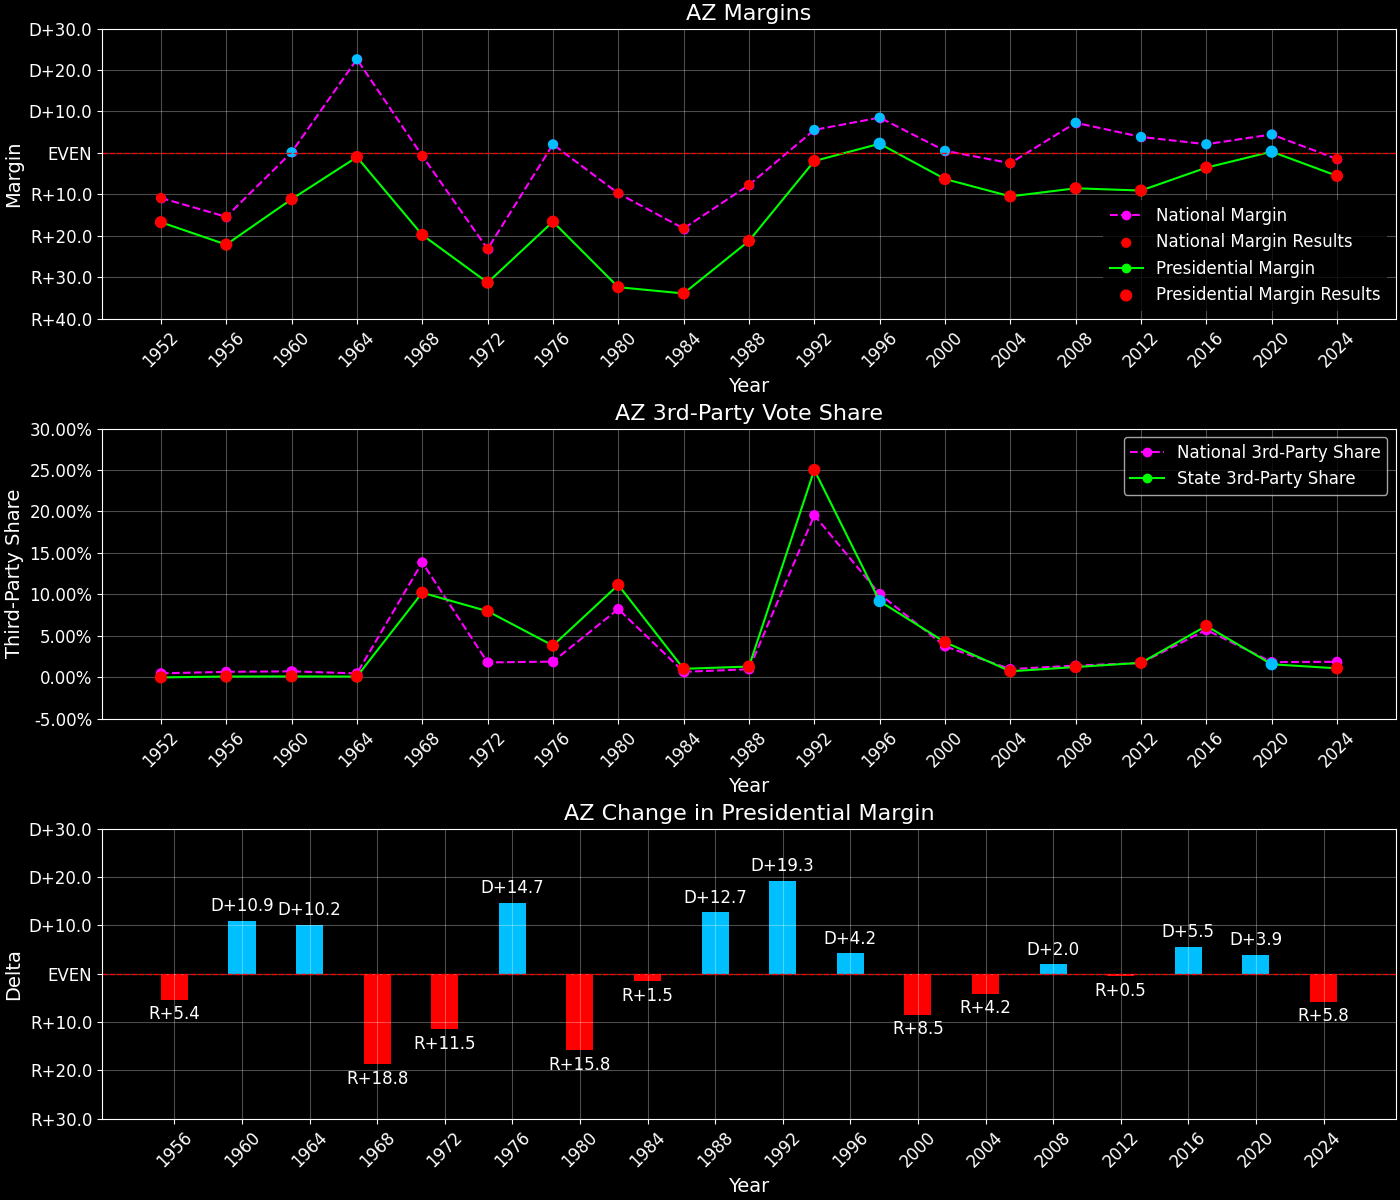 AZ Margins
D+30.0
D+20.0
D+10.0
EVEN
R+10.0
R+20.0
R+30.0
R+40.0
Margin
National Margin
National Margin Results
Presidential Margin
Presidential Margin Results
1952 1956 1960 1964 1968 1972 1976 1980 1984 1988 1992 1996 2000 2004 2008 2012 2016 2020 2024
Year
AZ 3rd-Party Vote Share
30.00%
25.00%
20.00%
15.00%
10.00%
5.00%
0.00%
-5.00%
Third-Party Share
National 3rd-Party Share
State 3rd-Party Share
1952 1956 1960 1964 1968 1972 1976 1980 1984 1988 1992 1996 2000 2004 2008 2012 2016 2020 2024
Year
AZ Change in Presidential Margin
D+30.0
D+20.0
D+10.0
EVEN
R+10.0
R+20.0
R+30.0
Delta
R+5.4
D+10.9
D+10.2
R+18.8
R+11.5
D+14.7
R+15.8
R+1.5
D+12.7
D+19.3
D+4.2
R+8.5
R+4.2
D+2.0
R+0.5
D+5.5
D+3.9
R+5.8
1956 1960 1964 1968 1972 1976 1980 1984 1988 1992 1996 2000 2004 2008 2012 2016 2020 2024
Year